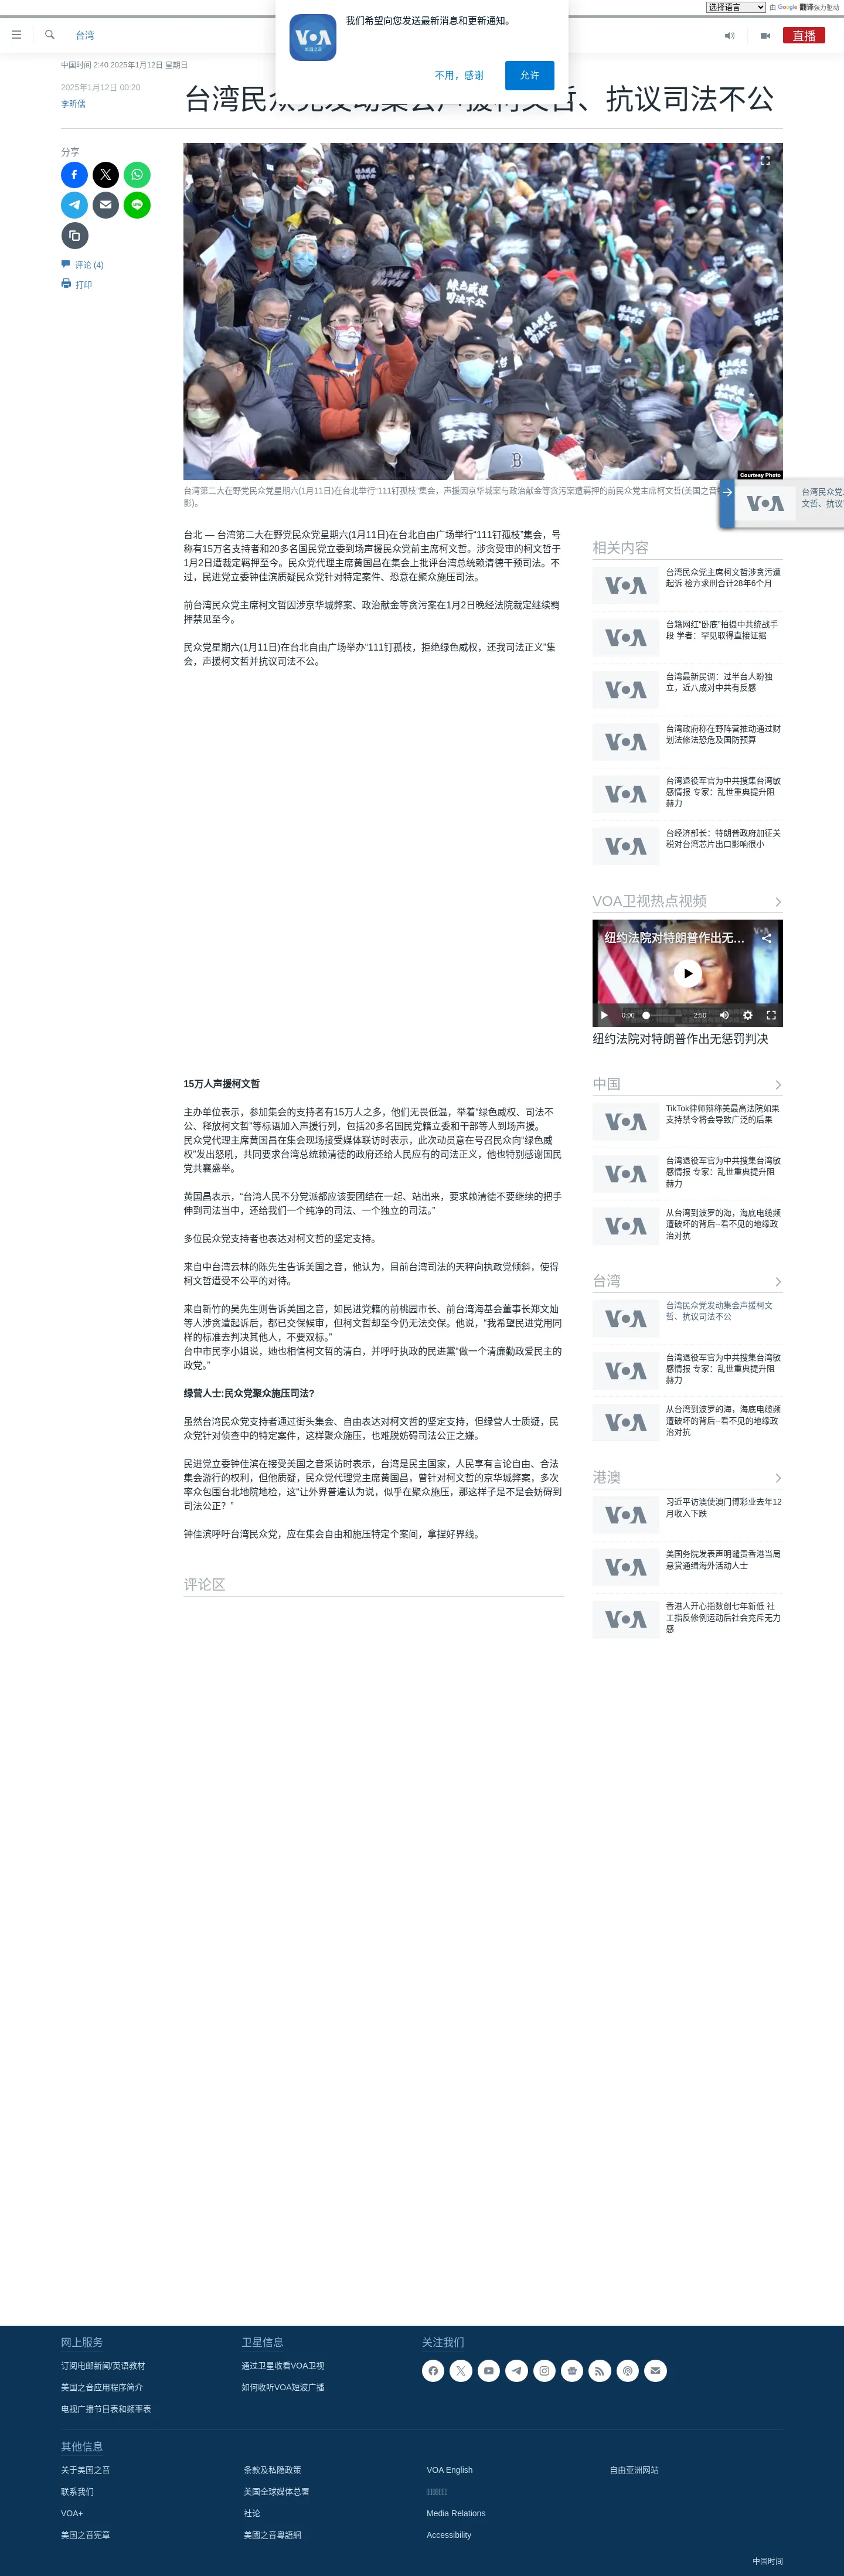 选择语言
由 Google 翻译强力驱动
我们希望向您发送最新消息和更新通知。
不用，感谢
允许
台湾
直播
中国时间 2:40 2025年1月12日 星期日
2025年1月12日 00:20
李昕儒
台湾民众党发动集会声援柯文哲、抗议司法不公
分享
评论 (4)
打印
Courtesy Photo
台湾第二大在野党民众党星期六(1月11日)在台北举行“111钉孤枝”集会，声援因京华城案与政治献金等贪污案遭羁押的前民众党主席柯文哲(美国之音
影)。
台湾民众党
文哲、抗议
台北 — 台湾第二大在野党民众党星期六(1月11日)在台北自由广场举行“111钉孤枝”集会，号
称有15万名支持者和20多名国民党立委到场声援民众党前主席柯文哲。涉贪受审的柯文哲于
1月2日遭裁定羁押至今。民众党代理主席黄国昌在集会上批评台湾总统赖清德干预司法。不
过，民进党立委钟佳滨质疑民众党针对特定案件、恐意在聚众施压司法。
前台湾民众党主席柯文哲因涉京华城弊案、政治献金等贪污案在1月2日晚经法院裁定继续羁
押禁见至今。
民众党星期六(1月11日)在台北自由广场举办“111钉孤枝，拒绝绿色威权，还我司法正义”集
会，声援柯文哲并抗议司法不公。
15万人声援柯文哲
主办单位表示，参加集会的支持者有15万人之多，他们无畏低温，举着“绿色威权、司法不
公、释放柯文哲”等标语加入声援行列，包括20多名国民党籍立委和干部等人到场声援。
民众党代理主席黄国昌在集会现场接受媒体联访时表示，此次动员意在号召民众向“绿色威
权”发出怒吼，共同要求台湾总统赖清德的政府还给人民应有的司法正义，他也特别感谢国民
党共襄盛举。
黄国昌表示，“台湾人民不分党派都应该要团结在一起、站出来，要求赖清德不要继续的把手
伸到司法当中，还给我们一个纯净的司法、一个独立的司法。”
多位民众党支持者也表达对柯文哲的坚定支持。
来自中台湾云林的陈先生告诉美国之音，他认为，目前台湾司法的天秤向执政党倾斜，使得
柯文哲遭受不公平的对待。
来自新竹的吴先生则告诉美国之音，如民进党籍的前桃园市长、前台湾海基会董事长郑文灿
等人涉贪遭起诉后，都已交保候审，但柯文哲却至今仍无法交保。他说，“我希望民进党用同
样的标准去判决其他人，不要双标。”
台中市民李小姐说，她也相信柯文哲的清白，并呼吁执政的民进黨“做一个清廉勤政爱民主的
政党。”
绿营人士:民众党聚众施压司法?
虽然台湾民众党支持者通过街头集会、自由表达对柯文哲的坚定支持，但绿营人士质疑，民
众党针对侦查中的特定案件，这样聚众施压，也难脱妨碍司法公正之嫌。
民进党立委钟佳滨在接受美国之音采访时表示，台湾是民主国家，人民享有言论自由、合法
集会游行的权利，但他质疑，民众党代理党主席黄国昌，曾针对柯文哲的京华城弊案，多次
率众包围台北地院地检，这“让外界普遍认为说，似乎在聚众施压，那这样子是不是会妨碍到
司法公正？”
钟佳滨呼吁台湾民众党，应在集会自由和施压特定个案间，拿捏好界线。
评论区
相关内容
台湾民众党主席柯文哲涉贪污遭
起诉 检方求刑合计28年6个月
台籍网红“卧底”拍摄中共统战手
段 学者：罕见取得直接证据
台湾最新民调：过半台人盼独
立，近八成对中共有反感
台湾政府称在野阵营推动通过财
划法修法恐危及国防预算
台湾退役军官为中共搜集台湾敏
感情报 专家：乱世重典提升阻
赫力
台经济部长：特朗普政府加征关
税对台湾芯片出口影响很小
VOA卫视热点视频
纽约法院对特朗普作出无…
0:00
2:50
纽约法院对特朗普作出无惩罚判决
中国
TikTok律师辩称美最高法院如果
支持禁令将会导致广泛的后果
台湾退役军官为中共搜集台湾敏
感情报 专家：乱世重典提升阻
赫力
从台湾到波罗的海，海底电缆频
遭破坏的背后--看不见的地缘政
治对抗
台湾
台湾民众党发动集会声援柯文
哲、抗议司法不公
台湾退役军官为中共搜集台湾敏
感情报 专家：乱世重典提升阻
赫力
从台湾到波罗的海，海底电缆频
遭破坏的背后--看不见的地缘政
治对抗
港澳
习近平访澳使澳门博彩业去年12
月收入下跌
美国务院发表声明谴责香港当局
悬赏通缉海外活动人士
香港人开心指数创七年新低 社
工指反修例运动后社会充斥无力
感
网上服务
订阅电邮新闻/英语教材
美国之音应用程序简介
电视广播节目表和频率表
卫星信息
通过卫星收看VOA卫视
如何收听VOA短波广播
关注我们
其他信息
关于美国之音
条款及私隐政策
VOA English
自由亚洲网站
联系我们
美国全球媒体总署
VOA+
社论
Media Relations
美国之音宪章
美國之音粵語網
Accessibility
中国时间